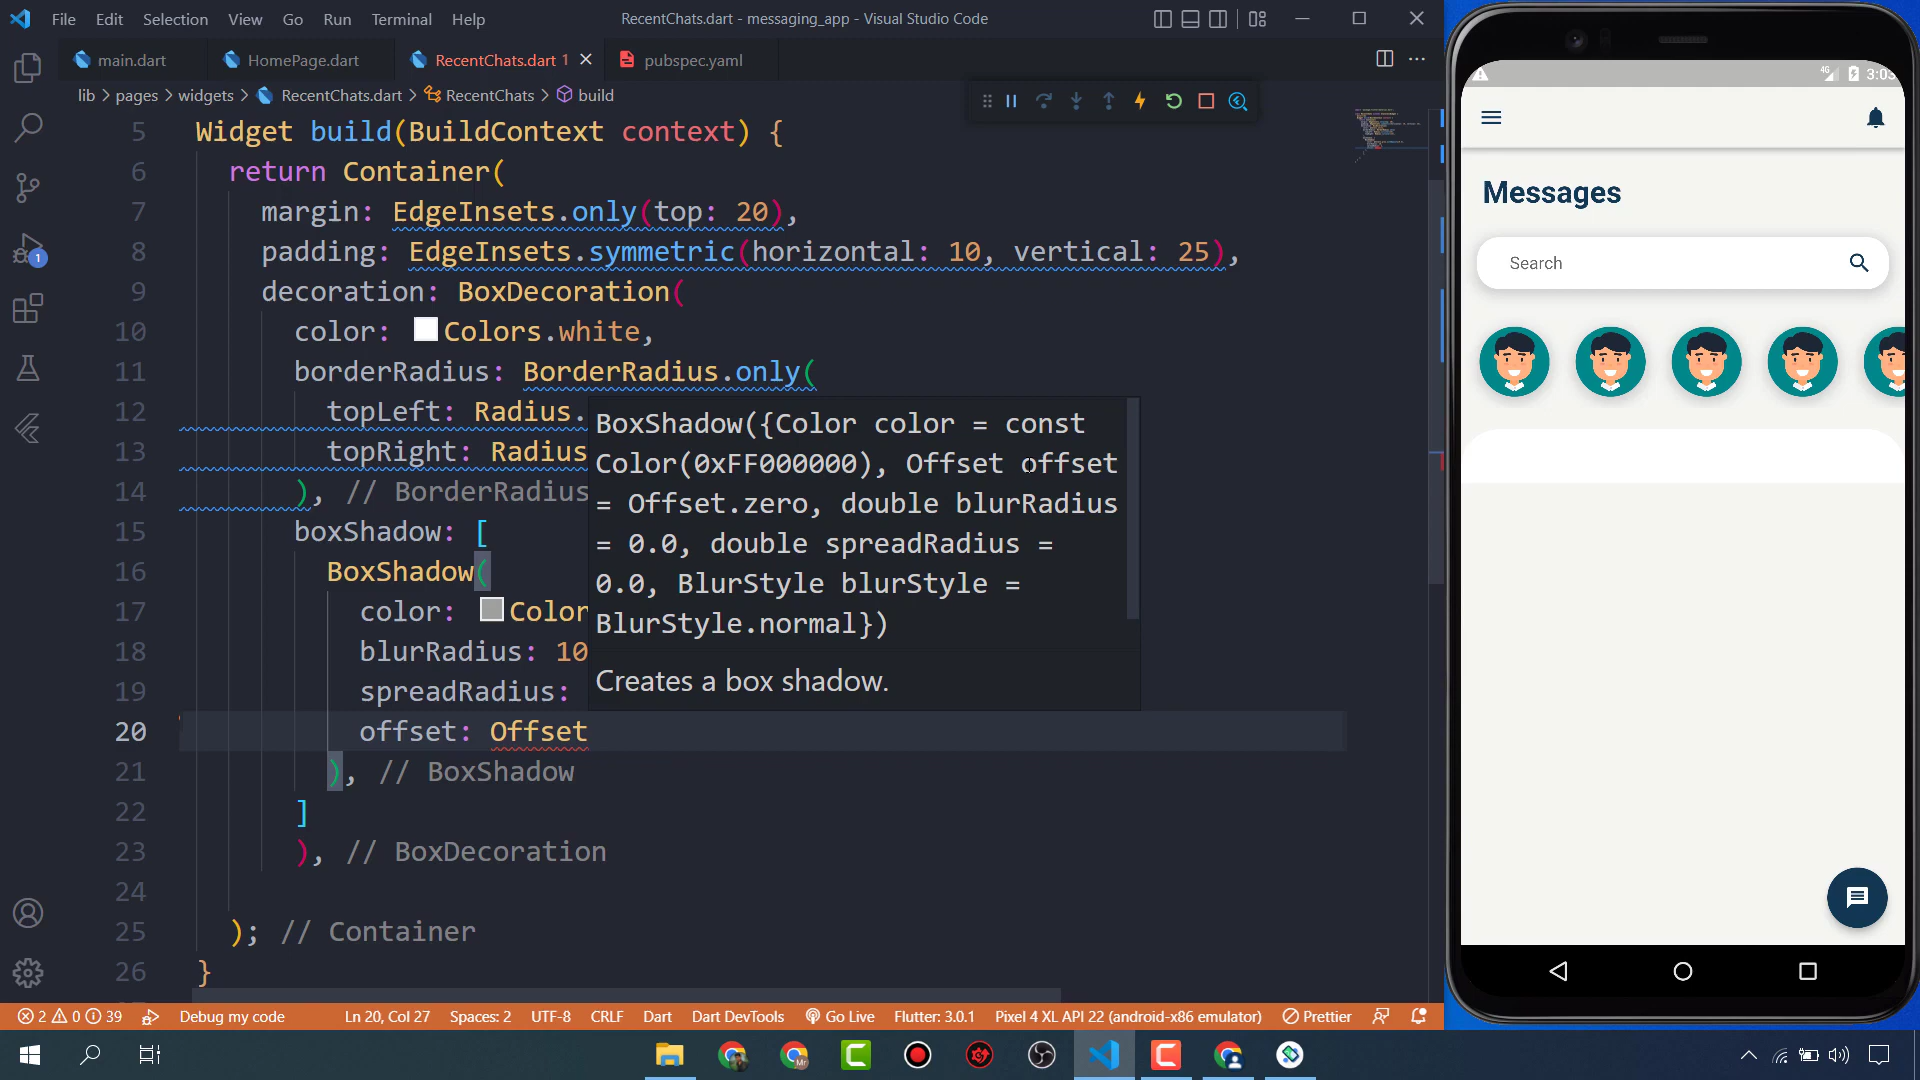 File Edit Selection View Go Run Terminal Help
RecentChats.dart - messaging_app - Visual Studio Code
main.dart
HomePage.dart
RecentChats.dart 1
pubspec.yaml
lib > pages > widgets > RecentChats.dart > RecentChats > build
5 Widget build(BuildContext context) {
6 return Container(
7 margin: EdgeInsets.only(top: 20),
8 padding: EdgeInsets.symmetric(horizontal: 10, vertical: 25),
9 decoration: BoxDecoration(
10 color: Colors.white,
11 borderRadius: BorderRadius.only(
12 topLeft: Radius.
13 topRight: Radius
14 ), // BorderRadius
15 boxShadow: [
16 BoxShadow(
17 color: Color
18 blurRadius: 10
19 spreadRadius:
20 offset: Offset
21 ), // BoxShadow
22 ]
23 ), // BoxDecoration
24
25 ); // Container
26 }
BoxShadow({Color color = const
Color(0xFF000000), Offset offset
= Offset.zero, double blurRadius
= 0.0, double spreadRadius =
0.0, BlurStyle blurStyle =
BlurStyle.normal})
Creates a box shadow.
1
2 0 39 Debug my code Ln 20, Col 27 Spaces: 2 UTF-8 CRLF Dart Dart DevTools Go Live Flutter: 3.0.1 Pixel 4 XL API 22 (android-x86 emulator) Prettier
4G
Messages
Search